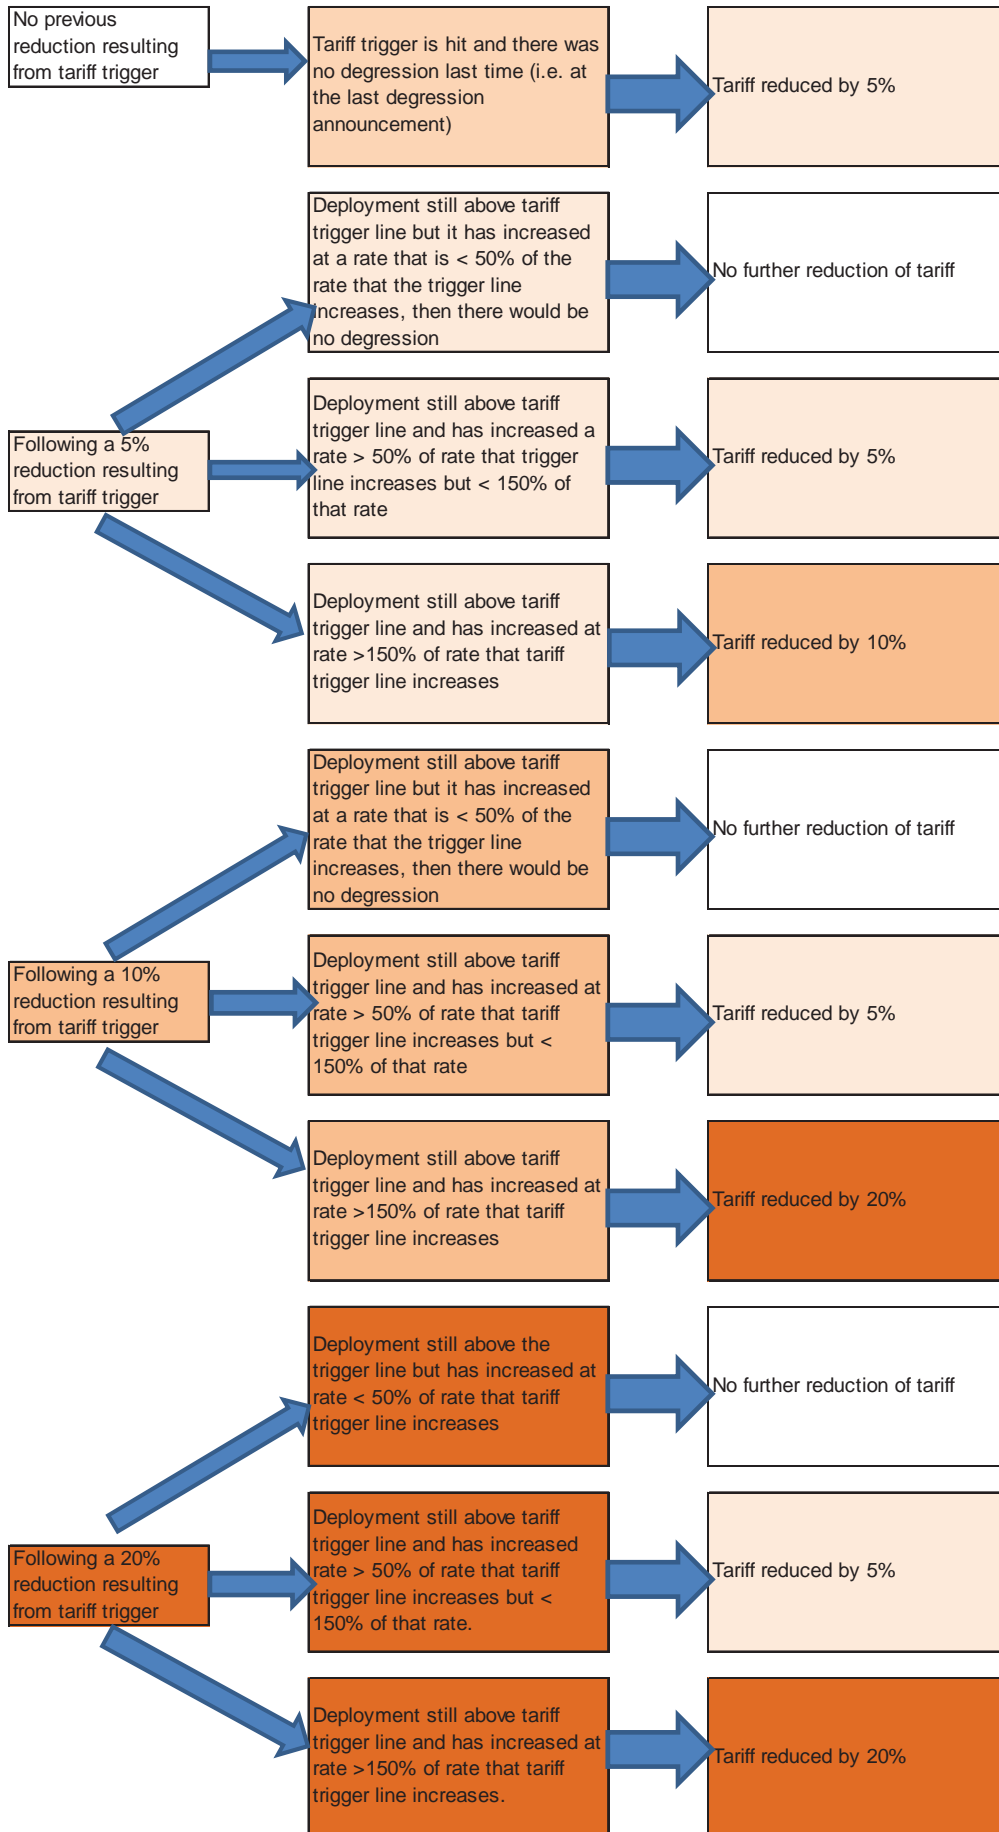 No previous
reduction resulting
from tariff trigger
Tariff trigger is hit and there was
no degression last time (i.e. at
the last degression
announcement)
Tariff reduced by 5%
Deployment still above tariff
trigger line but it has increased
at a rate that is < 50% of the
rate that the trigger line
increases, then there would be
no degression
No further reduction of tariff
Following a 5%
reduction resulting
from tariff trigger
Deployment still above tariff
trigger line and has increased a
rate > 50% of rate that trigger
line increases but < 150% of
that rate
Tariff reduced by 5%
Deployment still above tariff
trigger line and has increased at
rate >150% of rate that tariff
trigger line increases
Tariff reduced by 10%
Deployment still above tariff
trigger line but it has increased
at a rate that is < 50% of the
rate that the trigger line
increases, then there would be
no degression
No further reduction of tariff
Following a 10%
reduction resulting
from tariff trigger
Deployment still above tariff
trigger line and has increased at
rate > 50% of rate that tariff
trigger line increases but <
150% of that rate
Tariff reduced by 5%
Deployment still above tariff
trigger line and has increased at
rate >150% of rate that tariff
trigger line increases
Tariff reduced by 20%
Deployment still above the
trigger line but has increased at
rate < 50% of rate that tariff
trigger line increases
No further reduction of tariff
Following a 20%
reduction resulting
from tariff trigger
Deployment still above tariff
trigger line and has increased
rate > 50% of rate that tariff
trigger line increases but <
150% of that rate.
Tariff reduced by 5%
Deployment still above tariff
trigger line and has increased at
rate >150% of rate that tariff
trigger line increases.
Tariff reduced by 20%